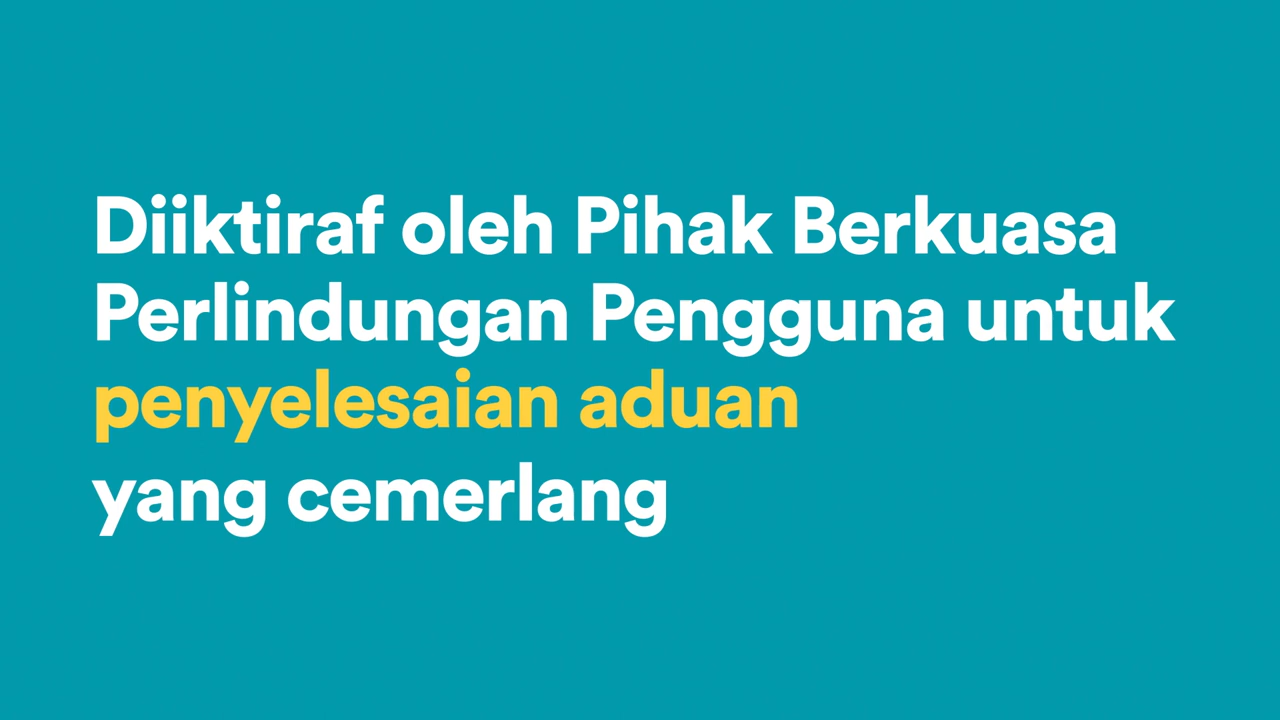 Diiktiraf oleh Pihak Berkuasa
Perlindungan Pengguna untuk
penyelesaian aduan
yang cemerlang